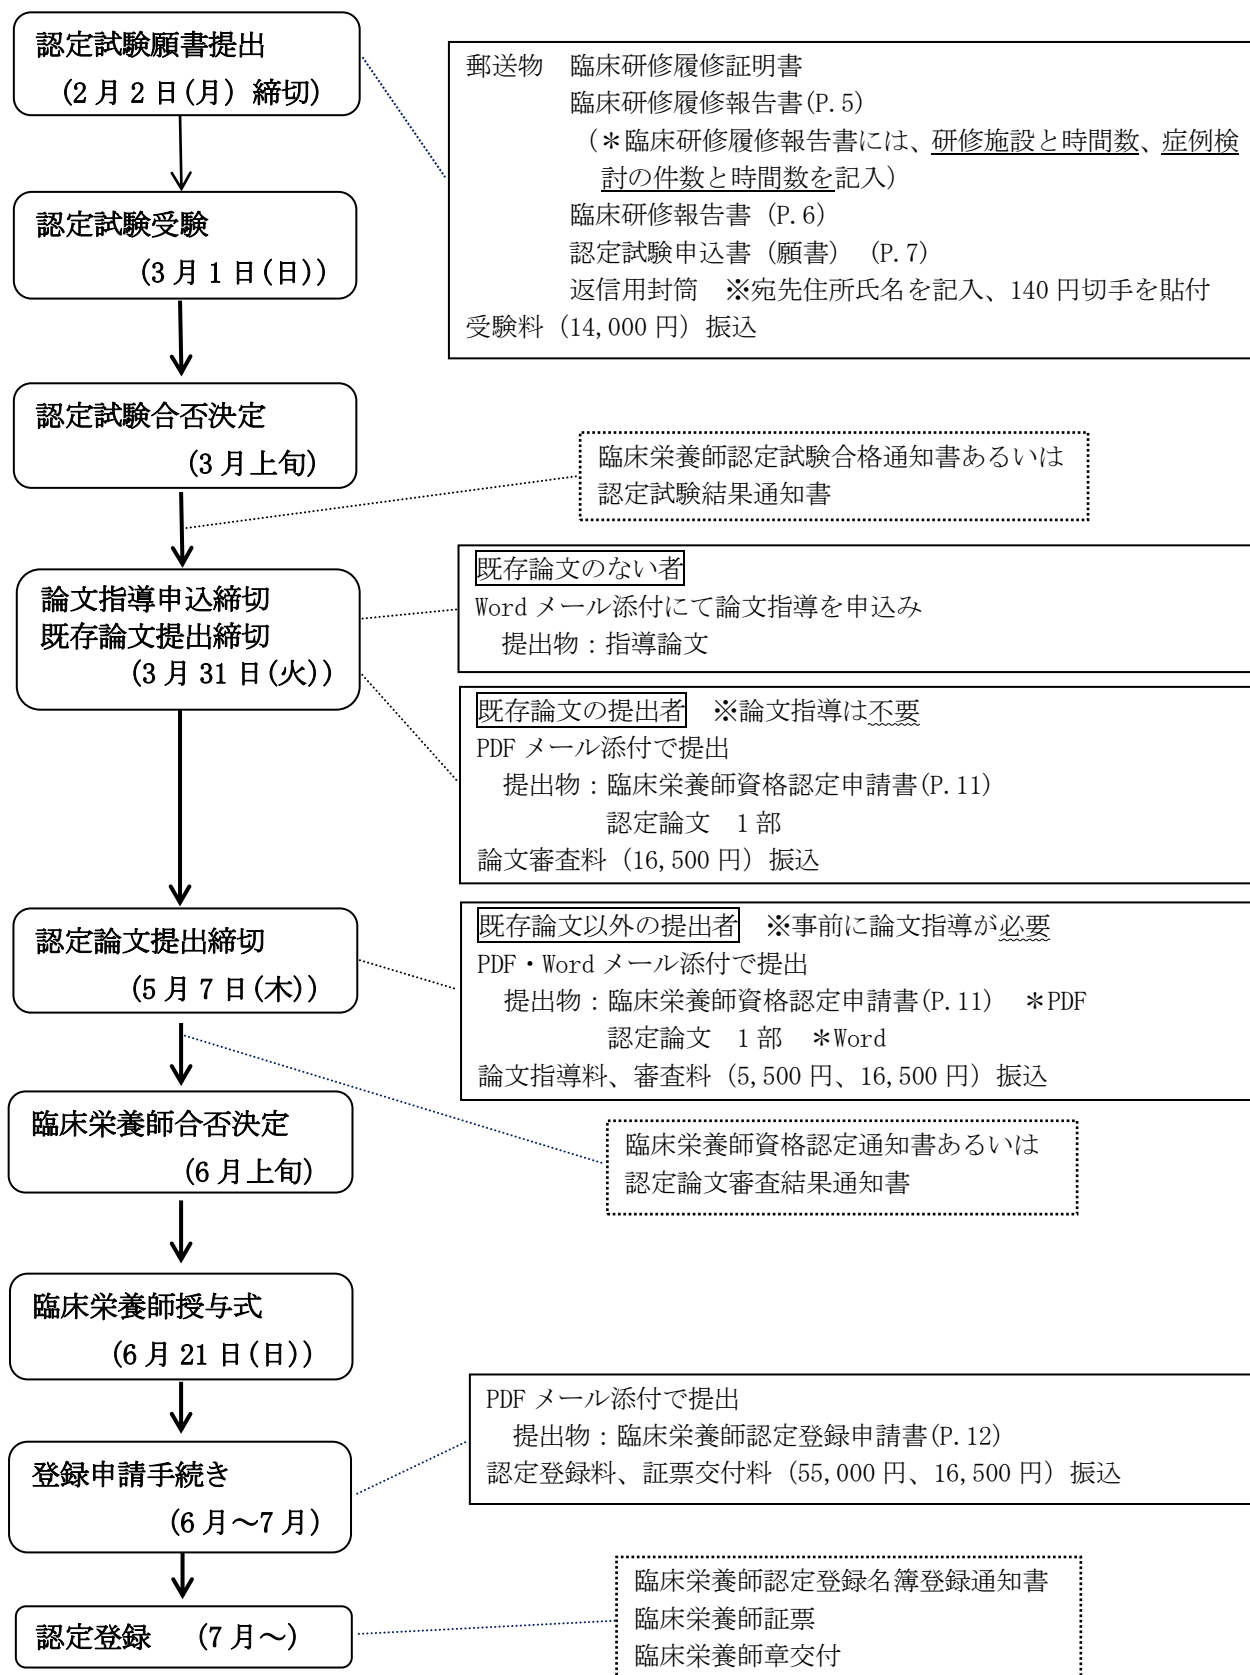 認定試験願書提出
(2月2日(月) 締切)
郵送物 臨床研修履修証明書
臨床研修履修報告書(P.5)
(＊臨床研修履修報告書には、研修施設と時間数、症例検
討の件数と時間数を記入)
臨床研修報告書 (P.6)
認定試験申込書(願書) (P.7)
返信用封筒 ※宛先住所氏名を記入、140円切手を貼付
受験料(14,000円)振込
認定試験受験
(3月1日(日))
認定試験合否決定
(3月上旬)
臨床栄養師認定試験合格通知書あるいは
認定試験結果通知書
論文指導申込締切
既存論文提出締切
(3月31日(火))
既存論文のない者
Wordメール添付にて論文指導を申込み
提出物：指導論文
既存論文の提出者 ※論文指導は不要
PDFメール添付で提出
提出物：臨床栄養師資格認定申請書(P.11)
認定論文 1部
論文審査料(16,500円)振込
認定論文提出締切
(5月7日(木))
既存論文以外の提出者 ※事前に論文指導が必要
PDF・Wordメール添付で提出
提出物：臨床栄養師資格認定申請書(P.11) ＊PDF
認定論文 1部 ＊Word
論文指導料、審査料(5,500円、16,500円)振込
臨床栄養師合否決定
(6月上旬)
臨床栄養師資格認定通知書あるいは
認定論文審査結果通知書
臨床栄養師授与式
(6月21日(日))
登録申請手続き
(6月～7月)
PDFメール添付で提出
提出物：臨床栄養師認定登録申請書(P.12)
認定登録料、証票交付料(55,000円、16,500円)振込
認定登録 (7月～)
臨床栄養師認定登録名簿登録通知書
臨床栄養師証票
臨床栄養師章交付